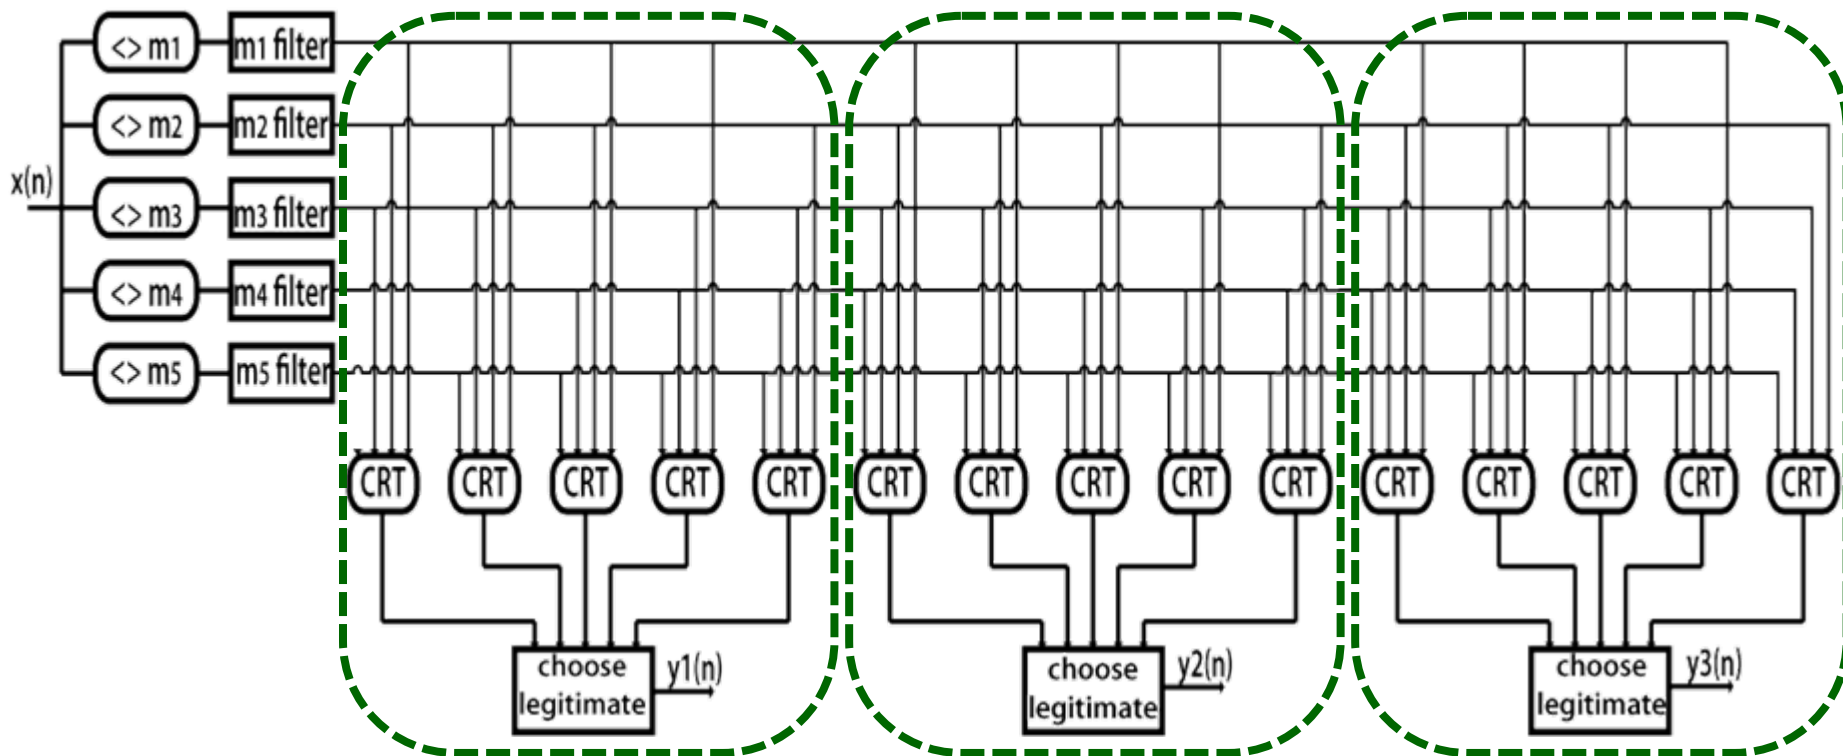 <> m1 m1 filter
<> m2 m2 filter
x(n)
<> m3 m3 filter
<> m4 m4 filter
<> m5 m5 filter
CRT CRT CRT CRT CRT CRT CRT CRT CRT CRT CRT CRT CRT CRT CRT
choose legitimate y1(n)
choose legitimate y2(n)
choose legitimate y3(n)